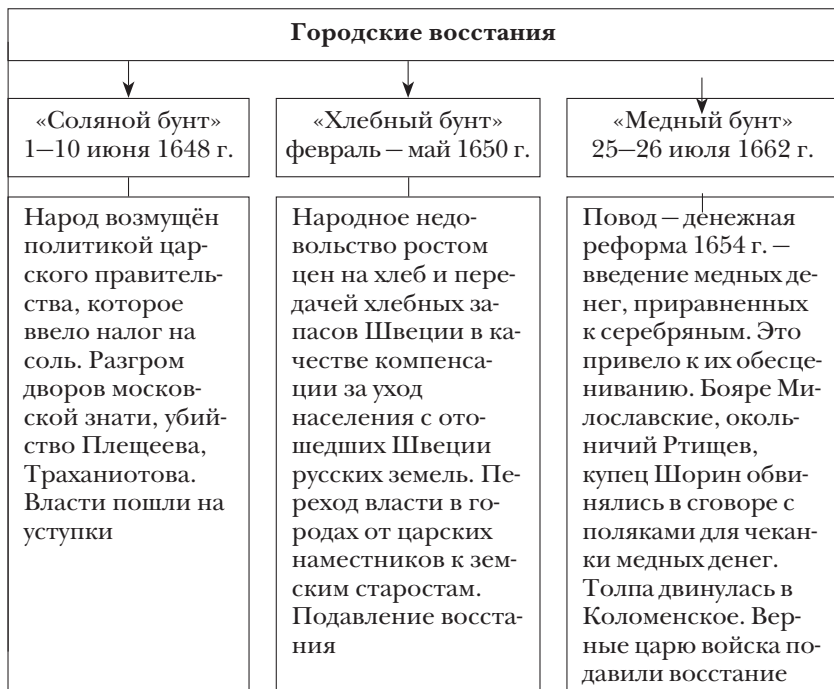 Городские восстания
«Соляной бунт»
1—10 июня 1648 г.
«Хлебный бунт»
февраль — май 1650 г.
«Медный бунт»
25—26 июля 1662 г.
Народ возмущён
политикой цар-
ского правитель-
ства, которое
ввело налог на
соль. Разгром
дворов москов-
ской знати, убий-
ство Плещеева,
Траханиотова.
Власти пошли на
уступки
Народное недо-
вольство ростом
цен на хлеб и пере-
дачей хлебных за-
пасов Швеции в ка-
честве компенса-
ции за уход
населения с ото-
шедших Швеции
русских земель. Пе-
реход власти в го-
родах от царских
наместников к зем-
ским старостам.
Подавление восста-
ния
Повод — денежная
реформа 1654 г. —
введение медных де-
нег, приравненных
к серебряным. Это
привело к их обесце-
ниванию. Бояре Ми-
лославские, околь-
ничий Ртищев,
купец Шорин обви-
нялись в сговоре с
поляками для чекан-
ки медных денег.
Толпа двинулась в
Коломенское. Вер-
ные царю войска по-
давили восстание